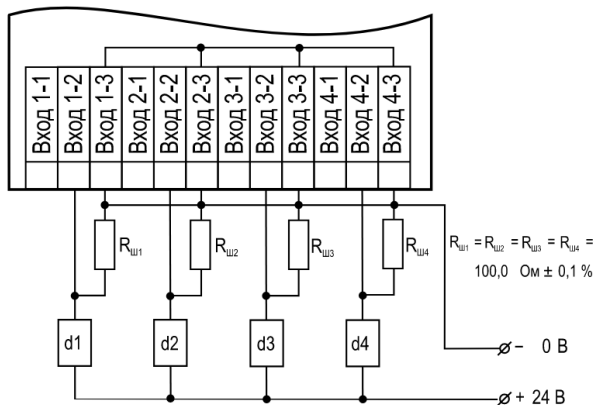 Вход 1-1
Вход 1-2
Вход 1-3
Вход 2-1
Вход 2-2
Вход 2-3
Вход 3-1
Вход 3-2
Вход 3-3
Вход 4-1
Вход 4-2
Вход 4-3
Rш1
Rш2
Rш3
Rш4
Rш1 = Rш2 = Rш3 = Rш4 =
100,0 Ом ± 0,1 %
d1
d2
d3
d4
– 0 В
+ 24 В